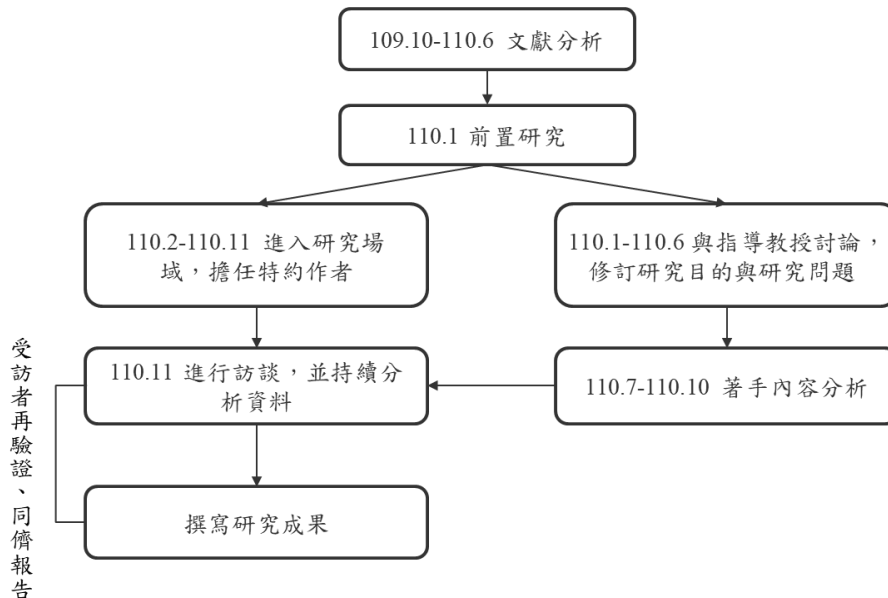 109.10-110.6 文獻分析
110.1 前置研究
110.2-110.11 進入研究場
域，擔任特約作者
110.1-110.6 與指導教授討論，
修訂研究目的與研究問題
110.11 進行訪談，並持續分
析資料
110.7-110.10 著手內容分析
撰寫研究成果
受訪者再驗證、同儕報告